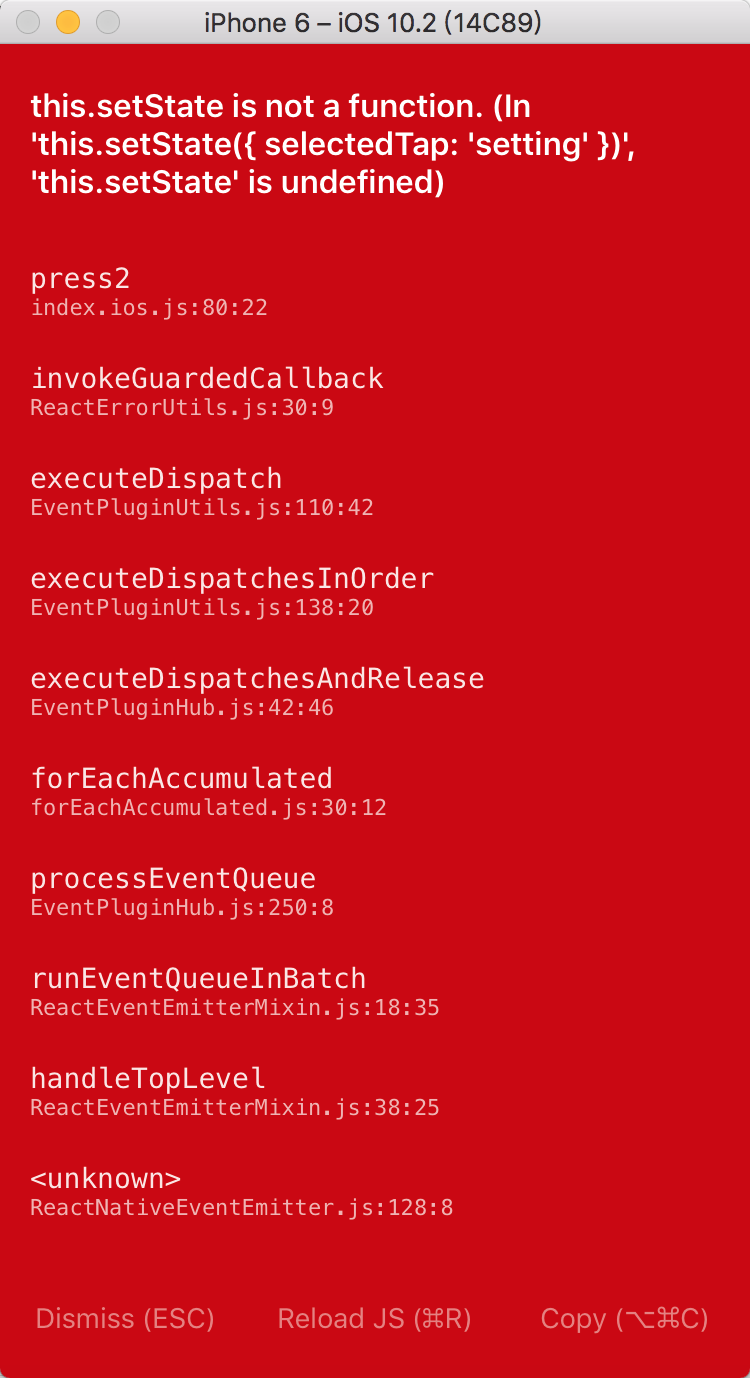 iPhone 6 – iOS 10.2 (14C89)
this.setState is not a function. (In
'this.setState({ selectedTap: 'setting' })',
'this.setState' is undefined)
press2
index.ios.js:80:22
invokeGuardedCallback
ReactErrorUtils.js:30:9
executeDispatch
EventPluginUtils.js:110:42
executeDispatchesInOrder
EventPluginUtils.js:138:20
executeDispatchesAndRelease
EventPluginHub.js:42:46
forEachAccumulated
forEachAccumulated.js:30:12
processEventQueue
EventPluginHub.js:250:8
runEventQueueInBatch
ReactEventEmitterMixin.js:18:35
handleTopLevel
ReactEventEmitterMixin.js:38:25
<unknown>
ReactNativeEventEmitter.js:128:8
Dismiss (ESC) Reload JS (⌘R) Copy (⌥⌘C)